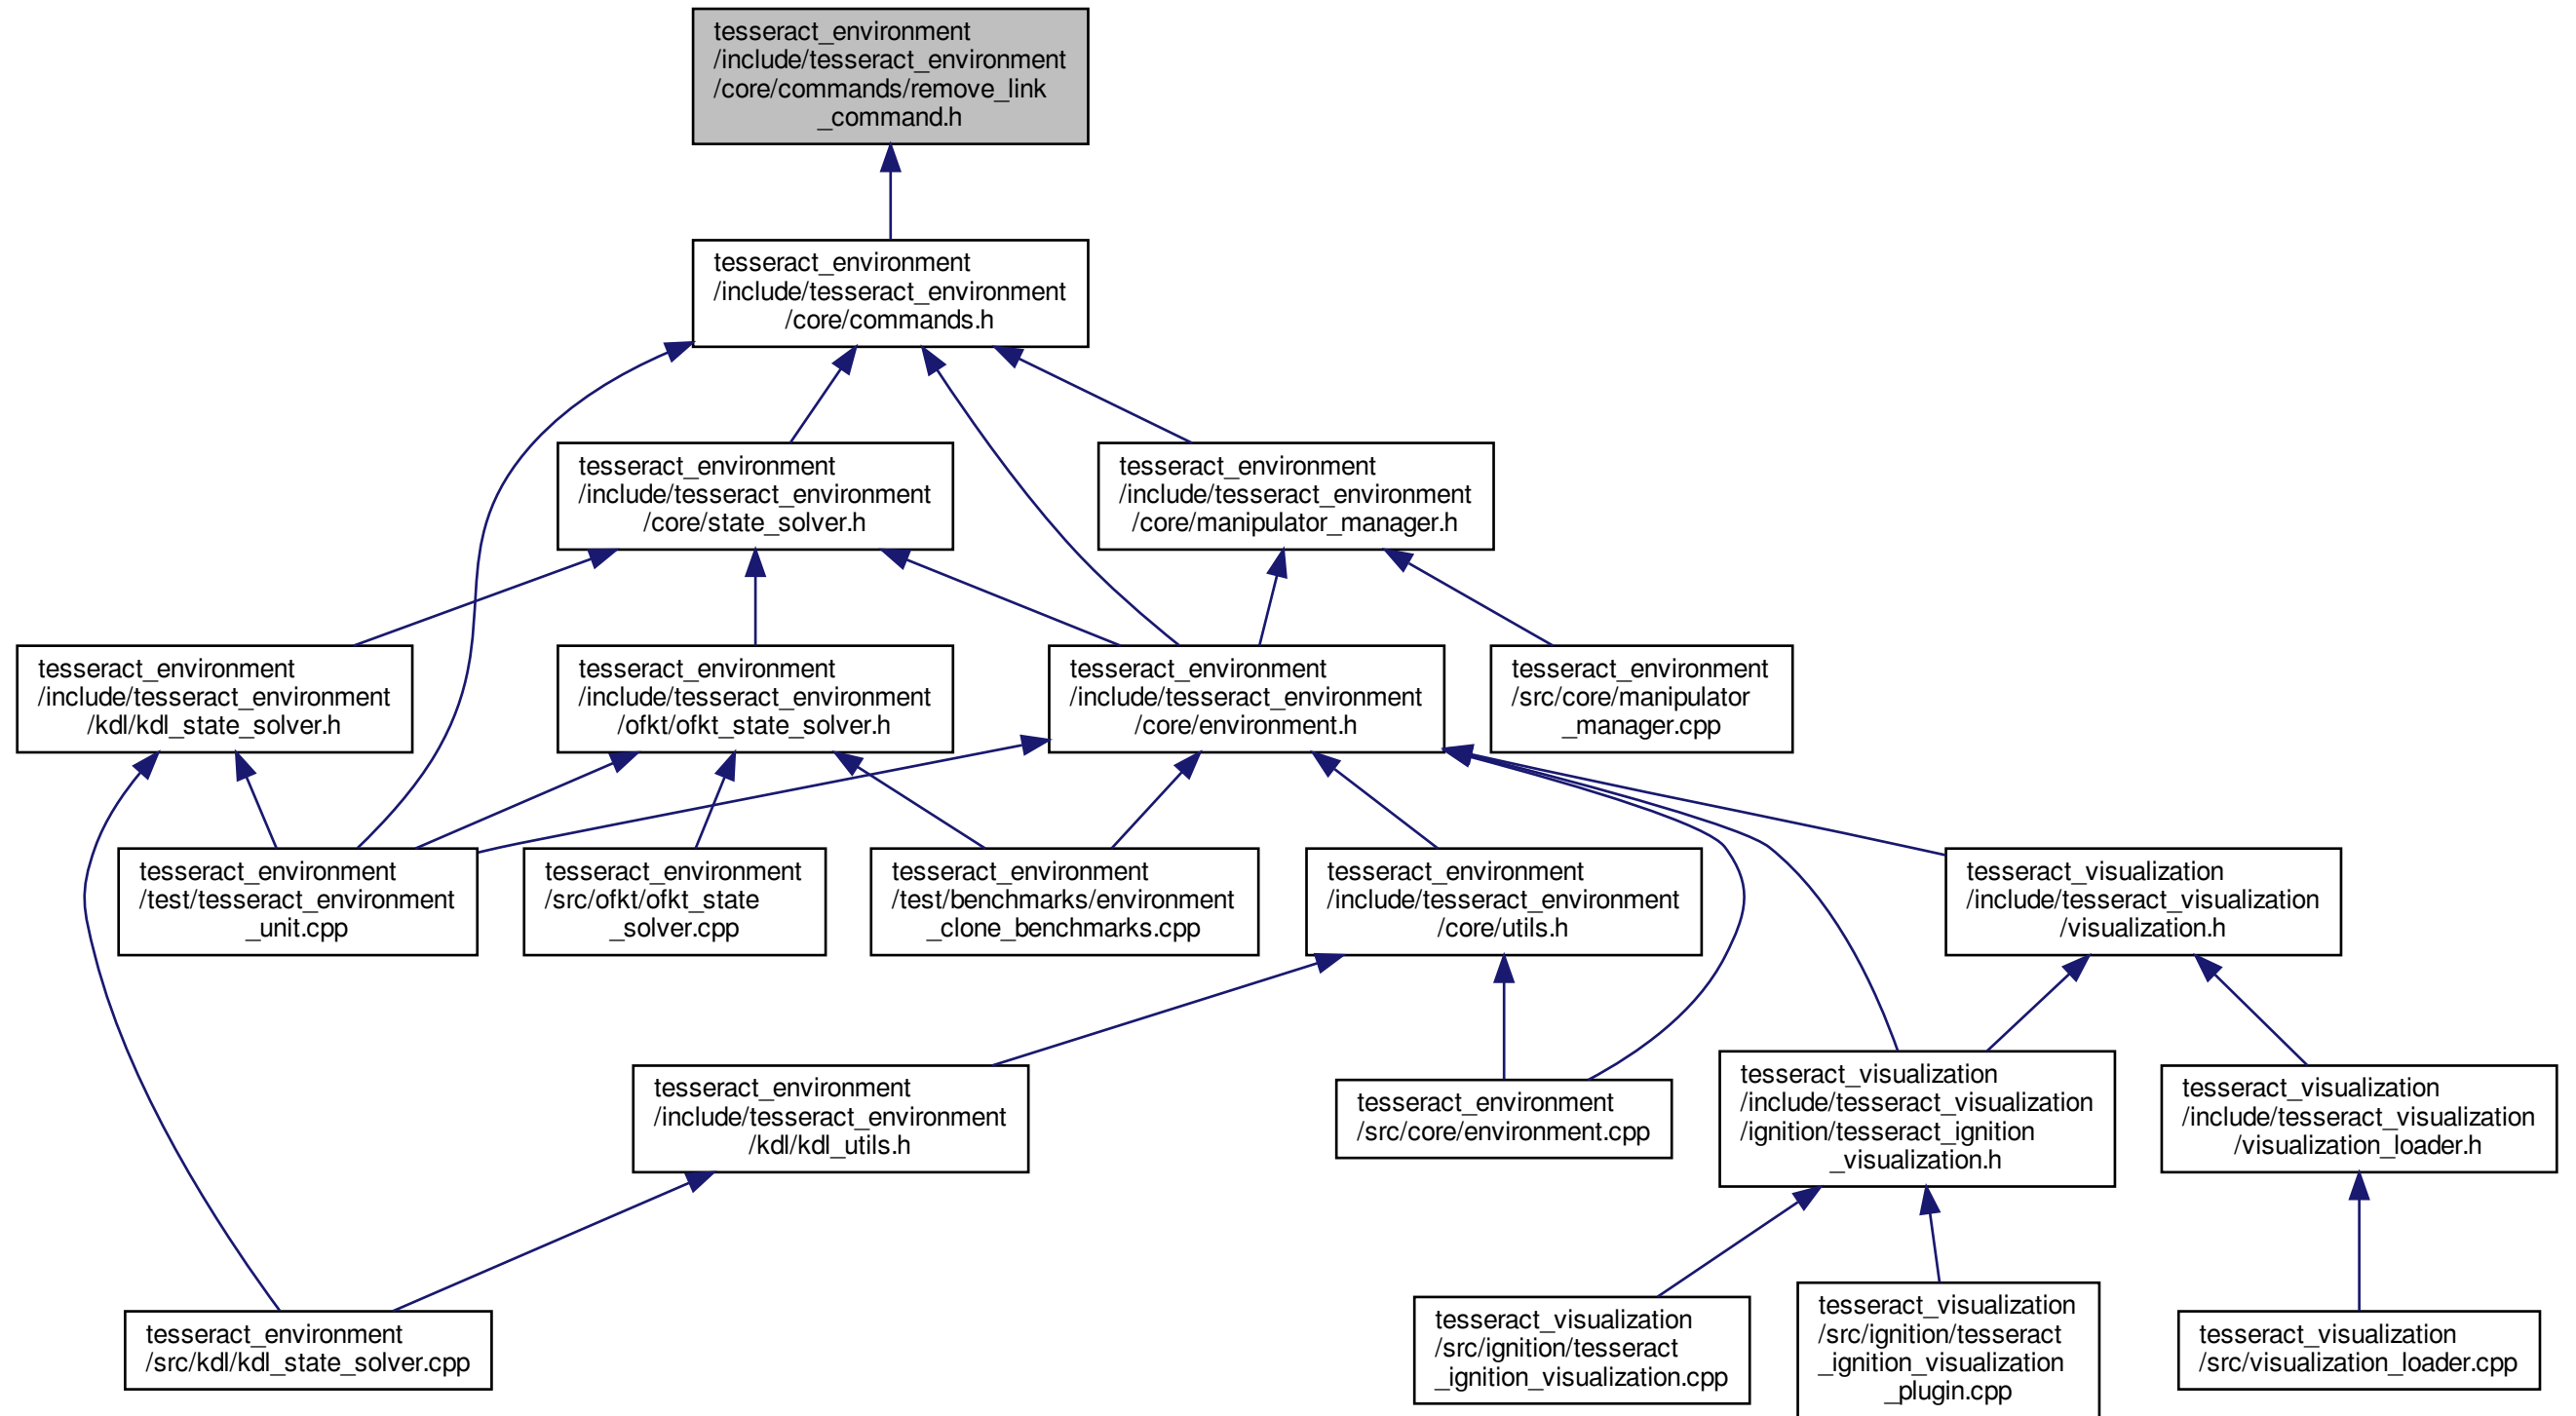 tesseract_environment
/include/tesseract_environment
/core/commands/remove_link
_command.h
tesseract_environment
/include/tesseract_environment
/core/commands.h
tesseract_environment
/include/tesseract_environment
/core/state_solver.h
tesseract_environment
/include/tesseract_environment
/core/manipulator_manager.h
tesseract_environment
/include/tesseract_environment
/kdl/kdl_state_solver.h
tesseract_environment
/include/tesseract_environment
/ofkt/ofkt_state_solver.h
tesseract_environment
/include/tesseract_environment
/core/environment.h
tesseract_environment
/src/core/manipulator
_manager.cpp
tesseract_environment
/test/tesseract_environment
_unit.cpp
tesseract_environment
/src/ofkt/ofkt_state
_solver.cpp
tesseract_environment
/test/benchmarks/environment
_clone_benchmarks.cpp
tesseract_environment
/include/tesseract_environment
/core/utils.h
tesseract_visualization
/include/tesseract_visualization
/visualization.h
tesseract_environment
/include/tesseract_environment
/kdl/kdl_utils.h
tesseract_environment
/src/core/environment.cpp
tesseract_visualization
/include/tesseract_visualization
/ignition/tesseract_ignition
_visualization.h
tesseract_visualization
/include/tesseract_visualization
/visualization_loader.h
tesseract_environment
/src/kdl/kdl_state_solver.cpp
tesseract_visualization
/src/ignition/tesseract
_ignition_visualization.cpp
tesseract_visualization
/src/ignition/tesseract
_ignition_visualization
_plugin.cpp
tesseract_visualization
/src/visualization_loader.cpp